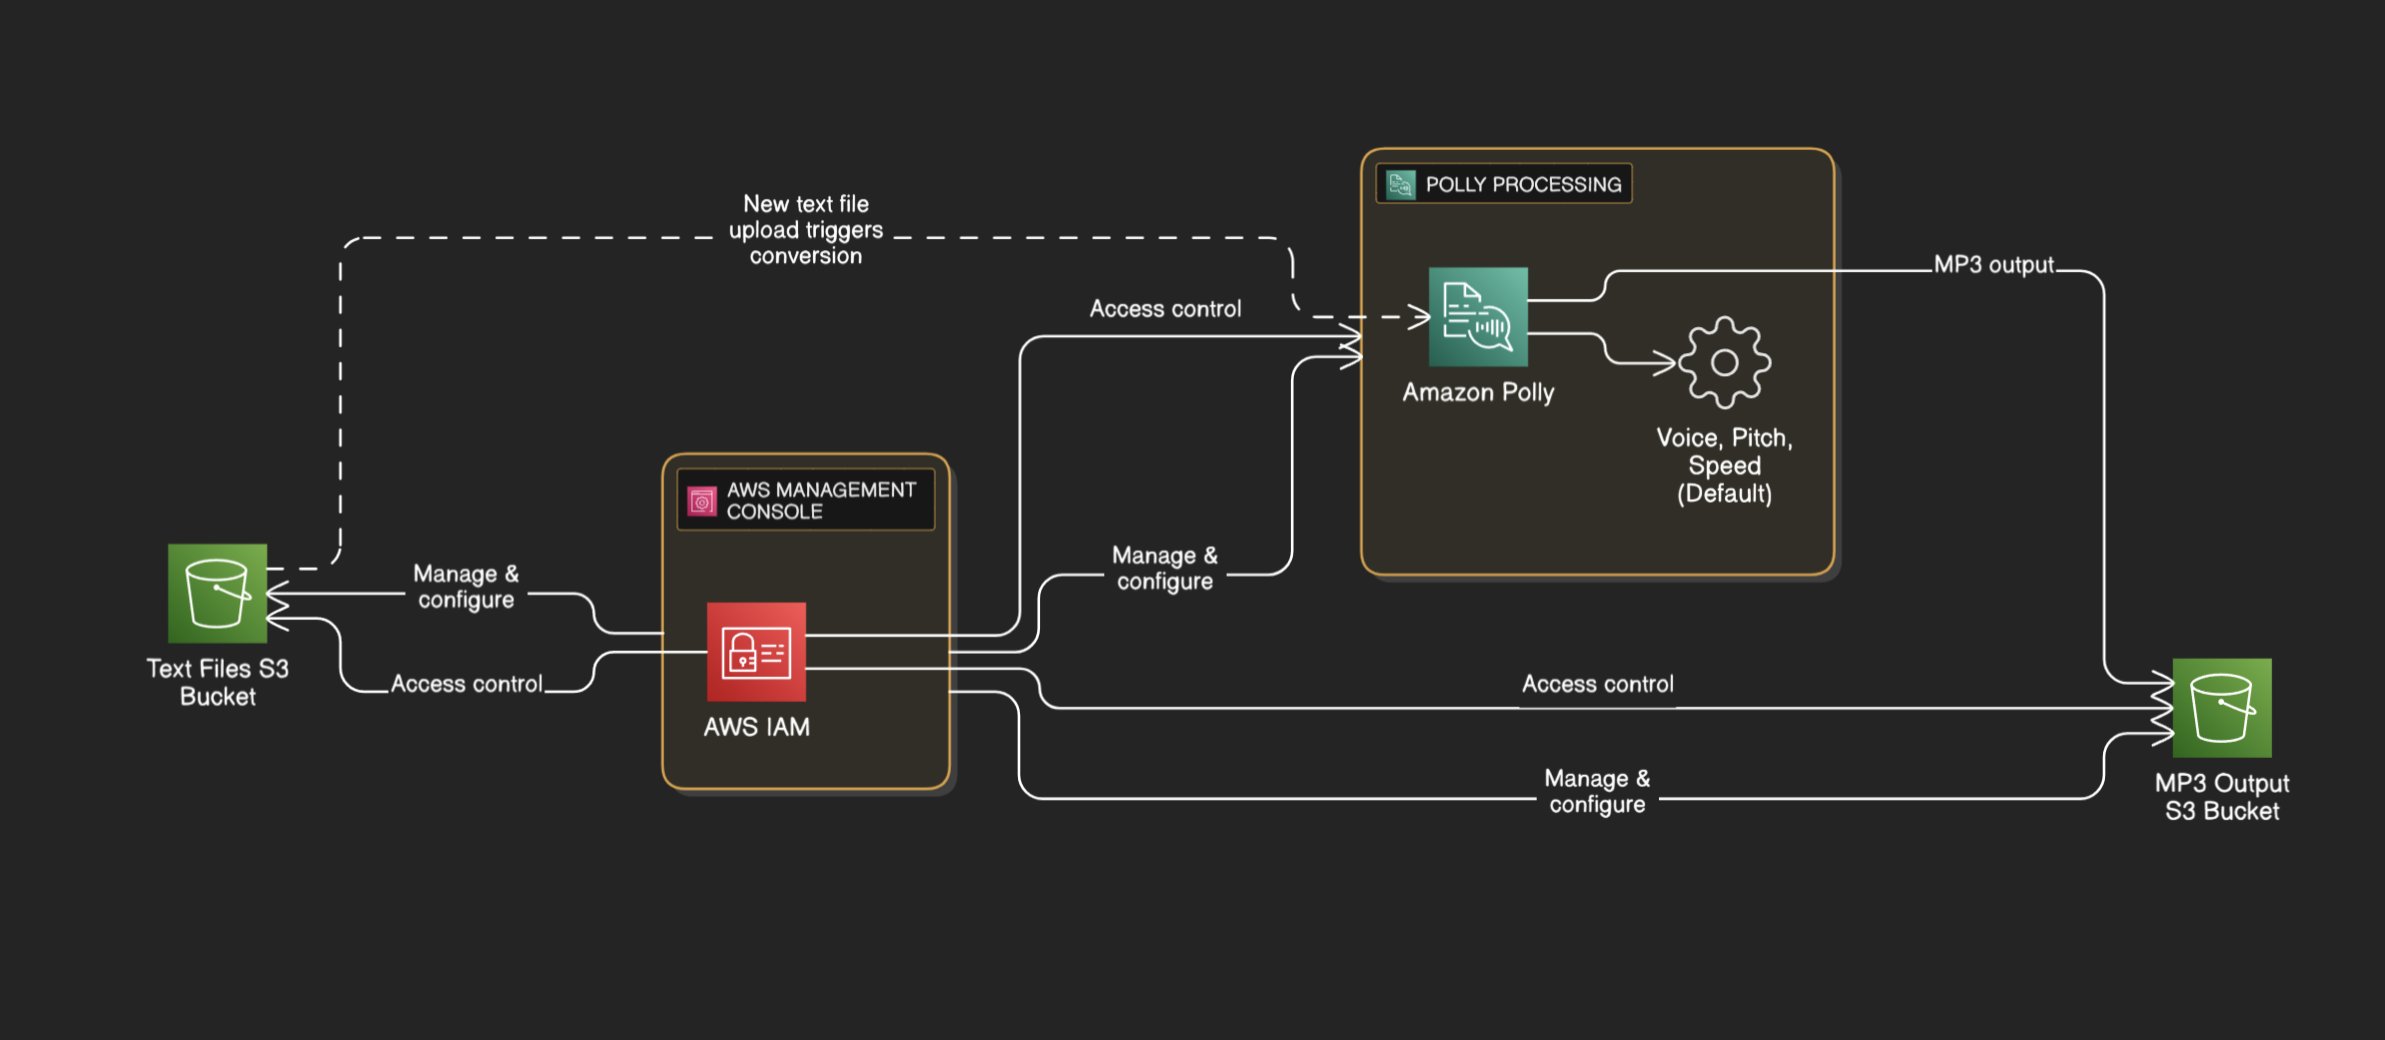 New text file
upload triggers
conversion
POLLY PROCESSING
MP3 output
Access control
Amazon Polly
Voice, Pitch,
Speed
(Default)
AWS MANAGEMENT
CONSOLE
Manage &
configure
Manage &
configure
Text Files S3
Bucket
Access control
AWS IAM
Access control
Manage &
configure
MP3 Output
S3 Bucket